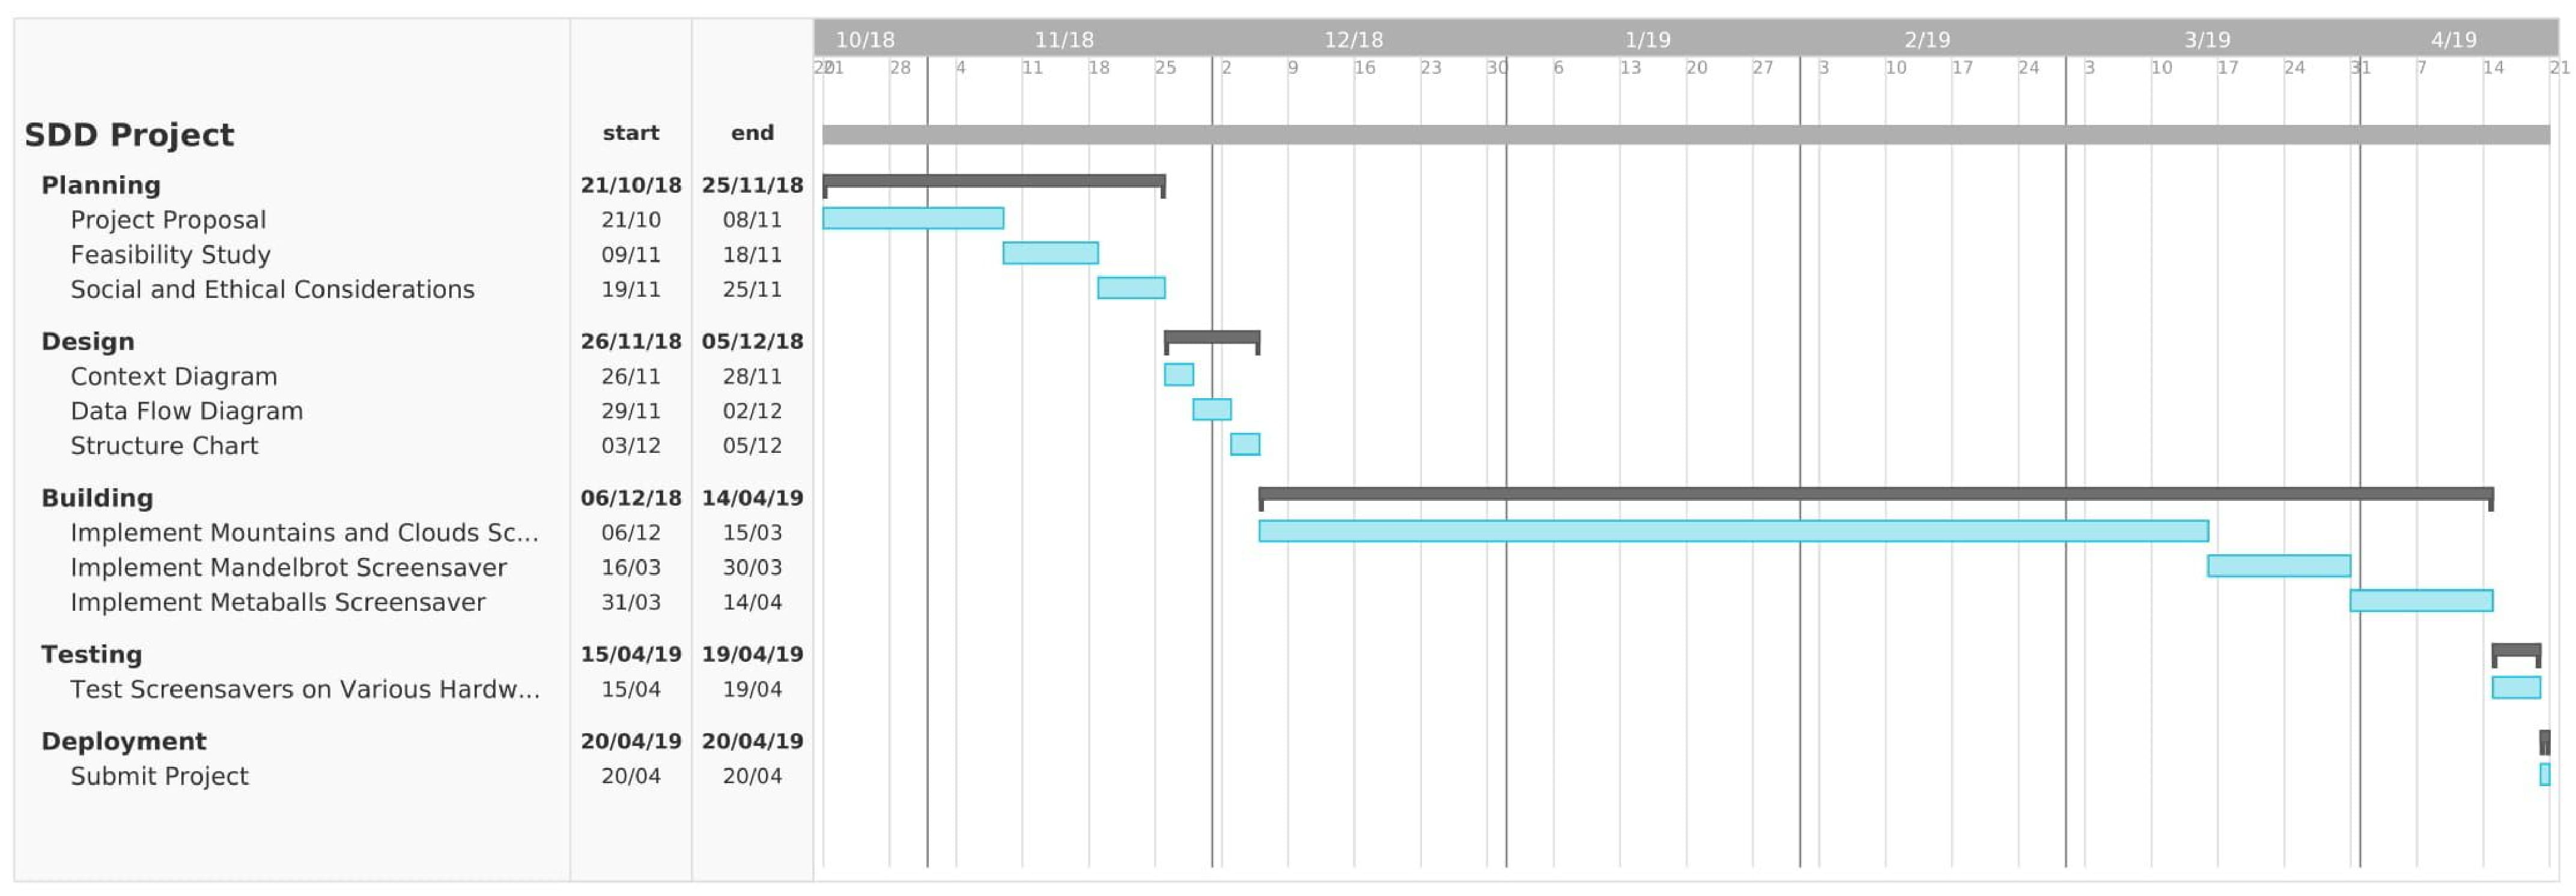 10/18 11/18 12/18 1/19 2/19 3/19 4/19
20 21 28 4 11 18 25 2 9 16 23 30 6 13 20 27 3 10 17 24 3 10 17 24 31 7 14 21
SDD Project start end
Planning 21/10/18 25/11/18
Project Proposal 21/10 08/11
Feasibility Study 09/11 18/11
Social and Ethical Considerations 19/11 25/11
Design 26/11/18 05/12/18
Context Diagram 26/11 28/11
Data Flow Diagram 29/11 02/12
Structure Chart 03/12 05/12
Building 06/12/18 14/04/19
Implement Mountains and Clouds Sc... 06/12 15/03
Implement Mandelbrot Screensaver 16/03 30/03
Implement Metaballs Screensaver 31/03 14/04
Testing 15/04/19 19/04/19
Test Screensavers on Various Hardw... 15/04 19/04
Deployment 20/04/19 20/04/19
Submit Project 20/04 20/04